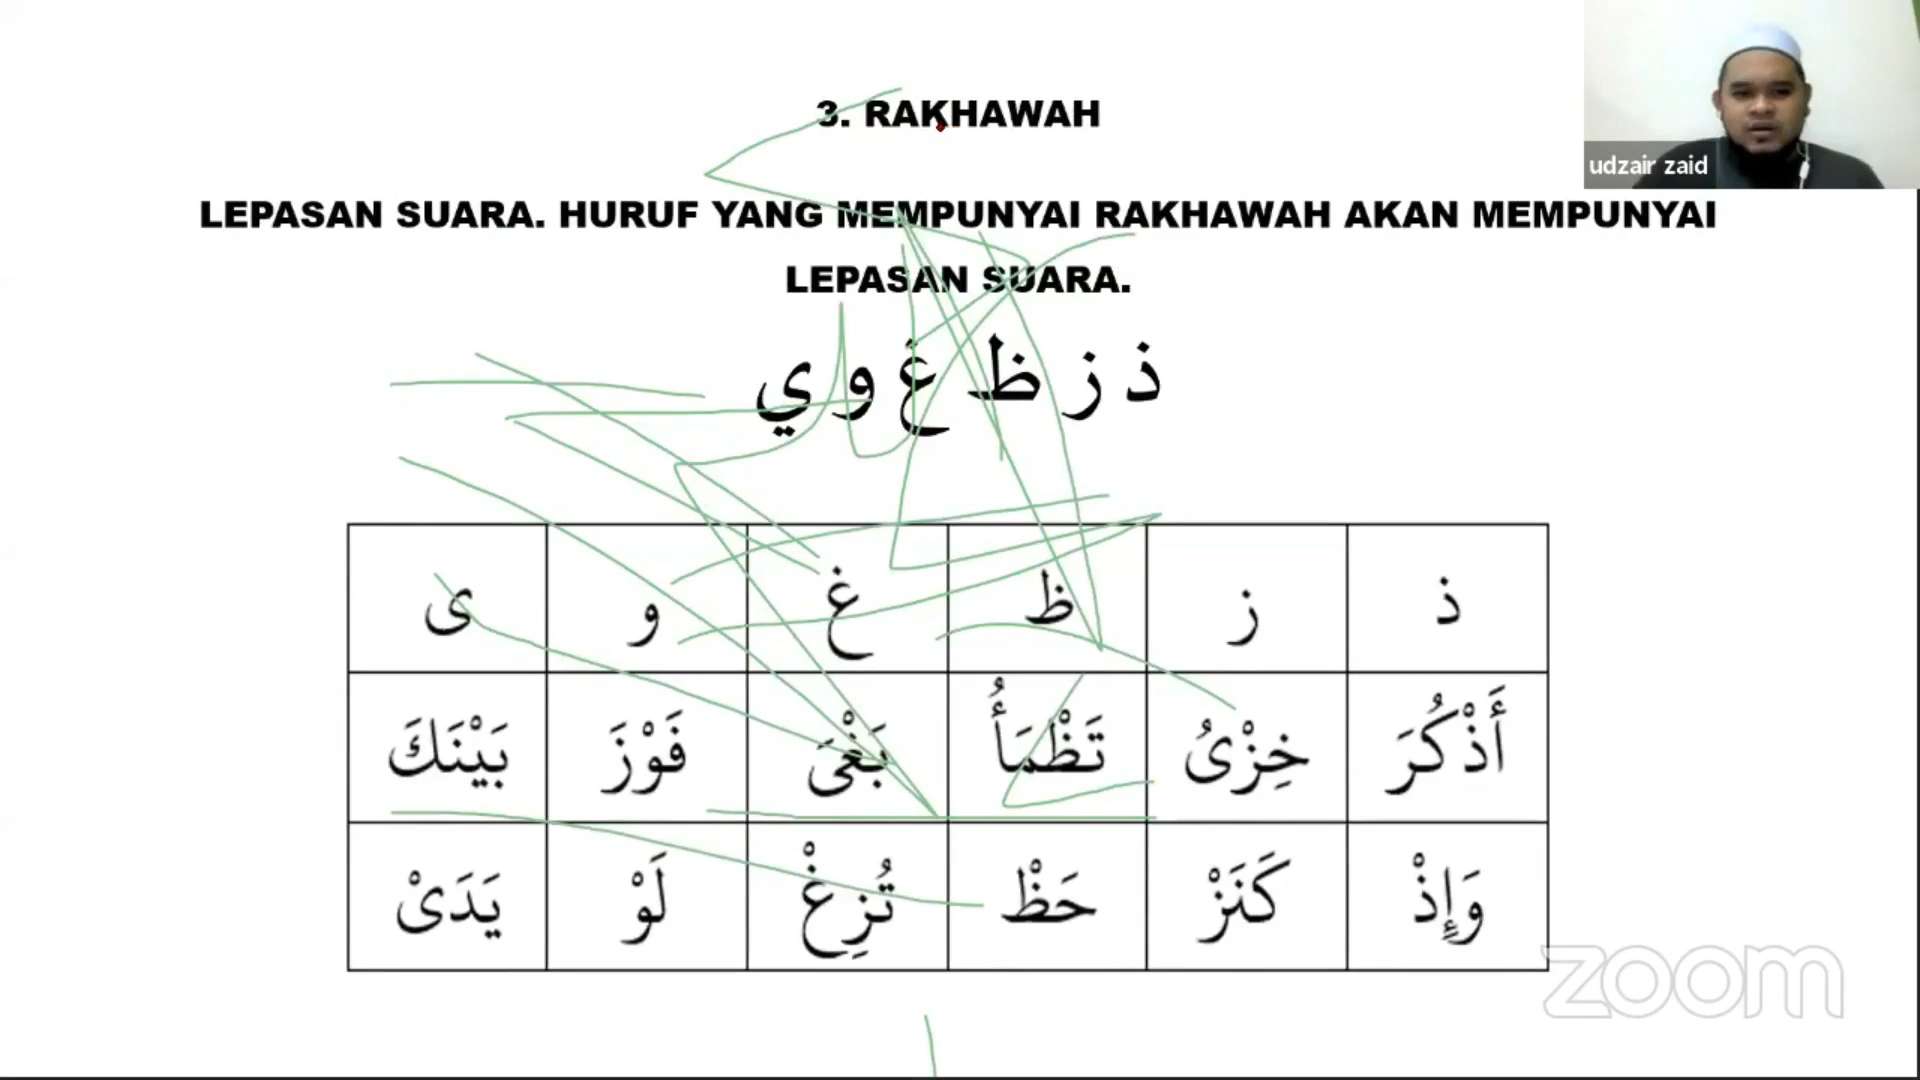 3. RAKHAWAH
udzair zaid
LEPASAN SUARA. HURUF YANG MEMPUNYAI RAKHAWAH AKAN MEMPUNYAI
LEPASAN SUARA.
ذ ز ظ غ و ي
ذ ز ظ غ و ى
أَذْكُرَ خِزْىُ تَظْمَأُ بَغْىَ فَوْزَ بَيْنَكَ
وَإِذْ كَنَزْ حَظْ تُزِغْ لَوْ يَدَىْ
zoom